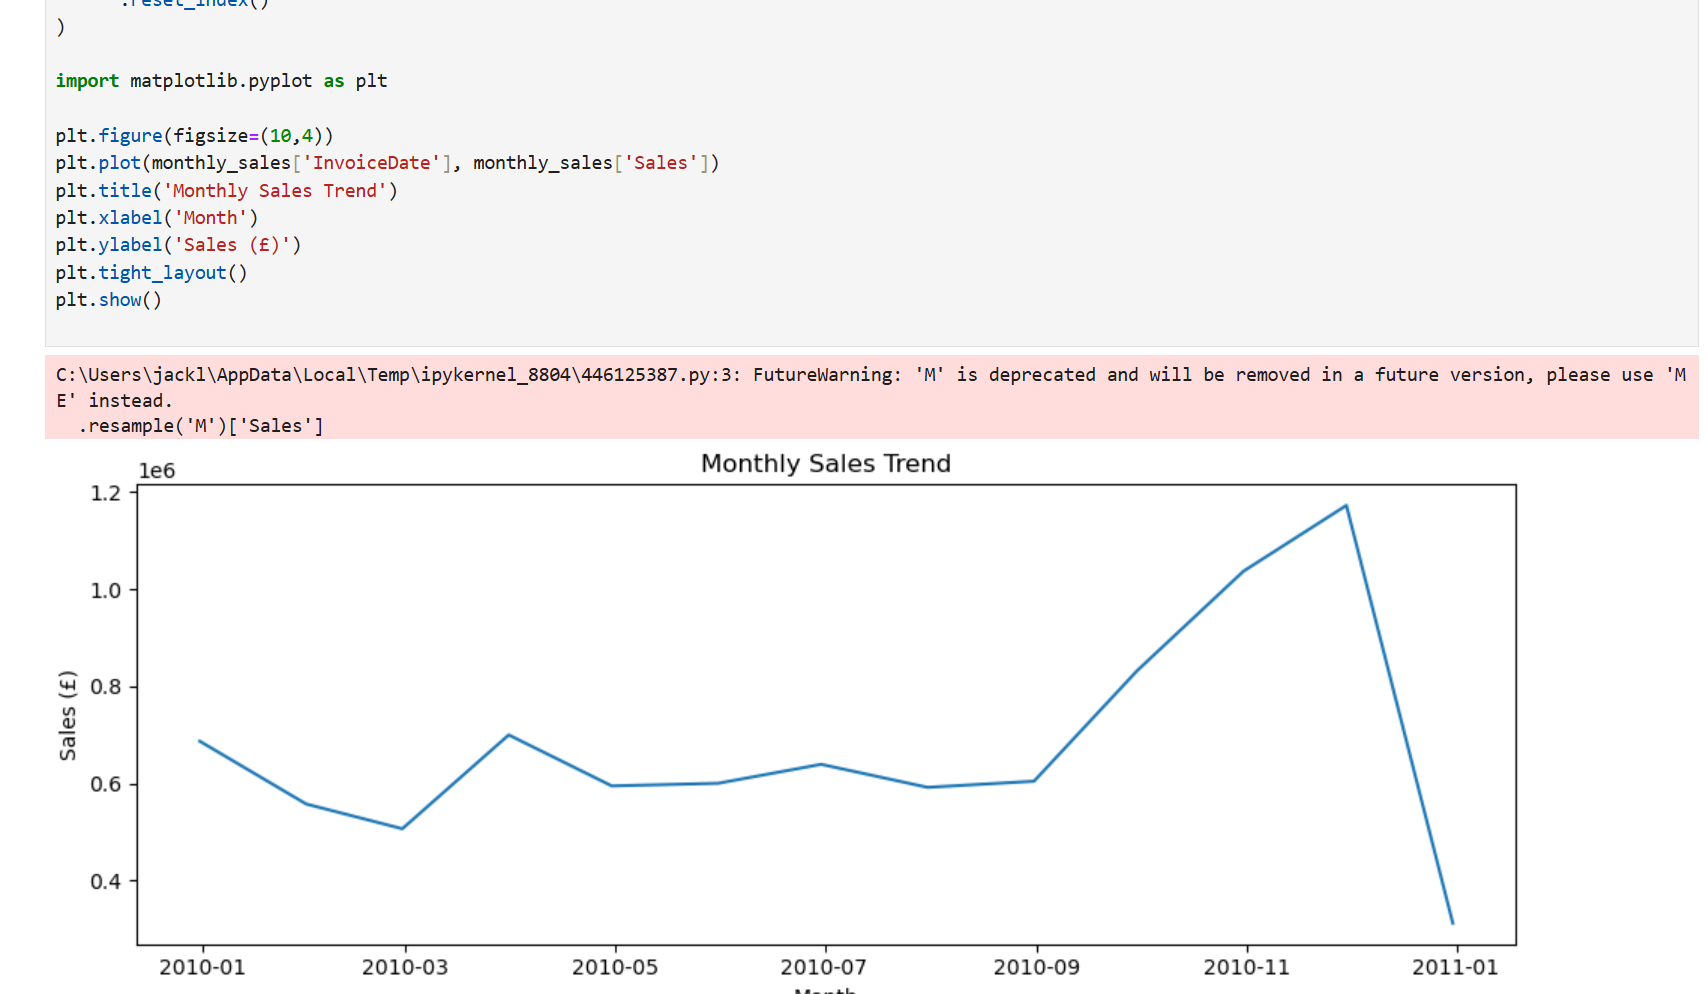 .reset_index()
)
import matplotlib.pyplot as plt
plt.figure(figsize=(10,4))
plt.plot(monthly_sales['InvoiceDate'], monthly_sales['Sales'])
plt.title('Monthly Sales Trend')
plt.xlabel('Month')
plt.ylabel('Sales (£)')
plt.tight_layout()
plt.show()
C:\Users\jackl\AppData\Local\Temp\ipykernel_8804\446125387.py:3: FutureWarning: 'M' is deprecated and will be removed in a future version, please use 'M
E' instead.
.resample('M')['Sales']
Monthly Sales Trend
1e6
1.2
1.0
0.8
0.6
0.4
Sales (£)
2010-01 2010-03 2010-05 2010-07 2010-09 2010-11 2011-01
Month